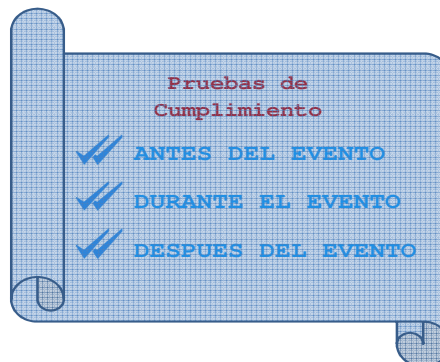 Pruebas de
Cumplimiento
ANTES DEL EVENTO
DURANTE EL EVENTO
DESPUES DEL EVENTO